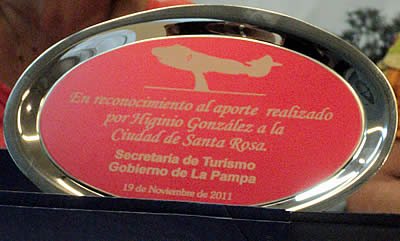 En reconocimiento al aporte realizado
por Higinio González a la
Ciudad de Santa Rosa.
Secretaría de Turismo
Gobierno de La Pampa
19 de Noviembre de 2011